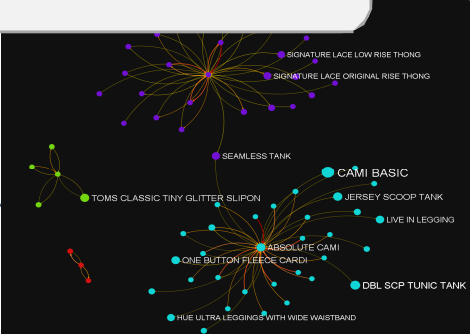 SIGNATURE LACE LOW RISE THONG
SIGNATURE LACE ORIGINAL RISE THONG
SEAMLESS TANK
CAMI BASIC
TOMS CLASSIC TINY GLITTER SLIPON
JERSEY SCOOP TANK
LIVE IN LEGGING
ABSOLUTE CAMI
ONE BUTTON FLEECE CARDI
DBL SCP TUNIC TANK
HUE ULTRA LEGGINGS WITH WIDE WAISTBAND